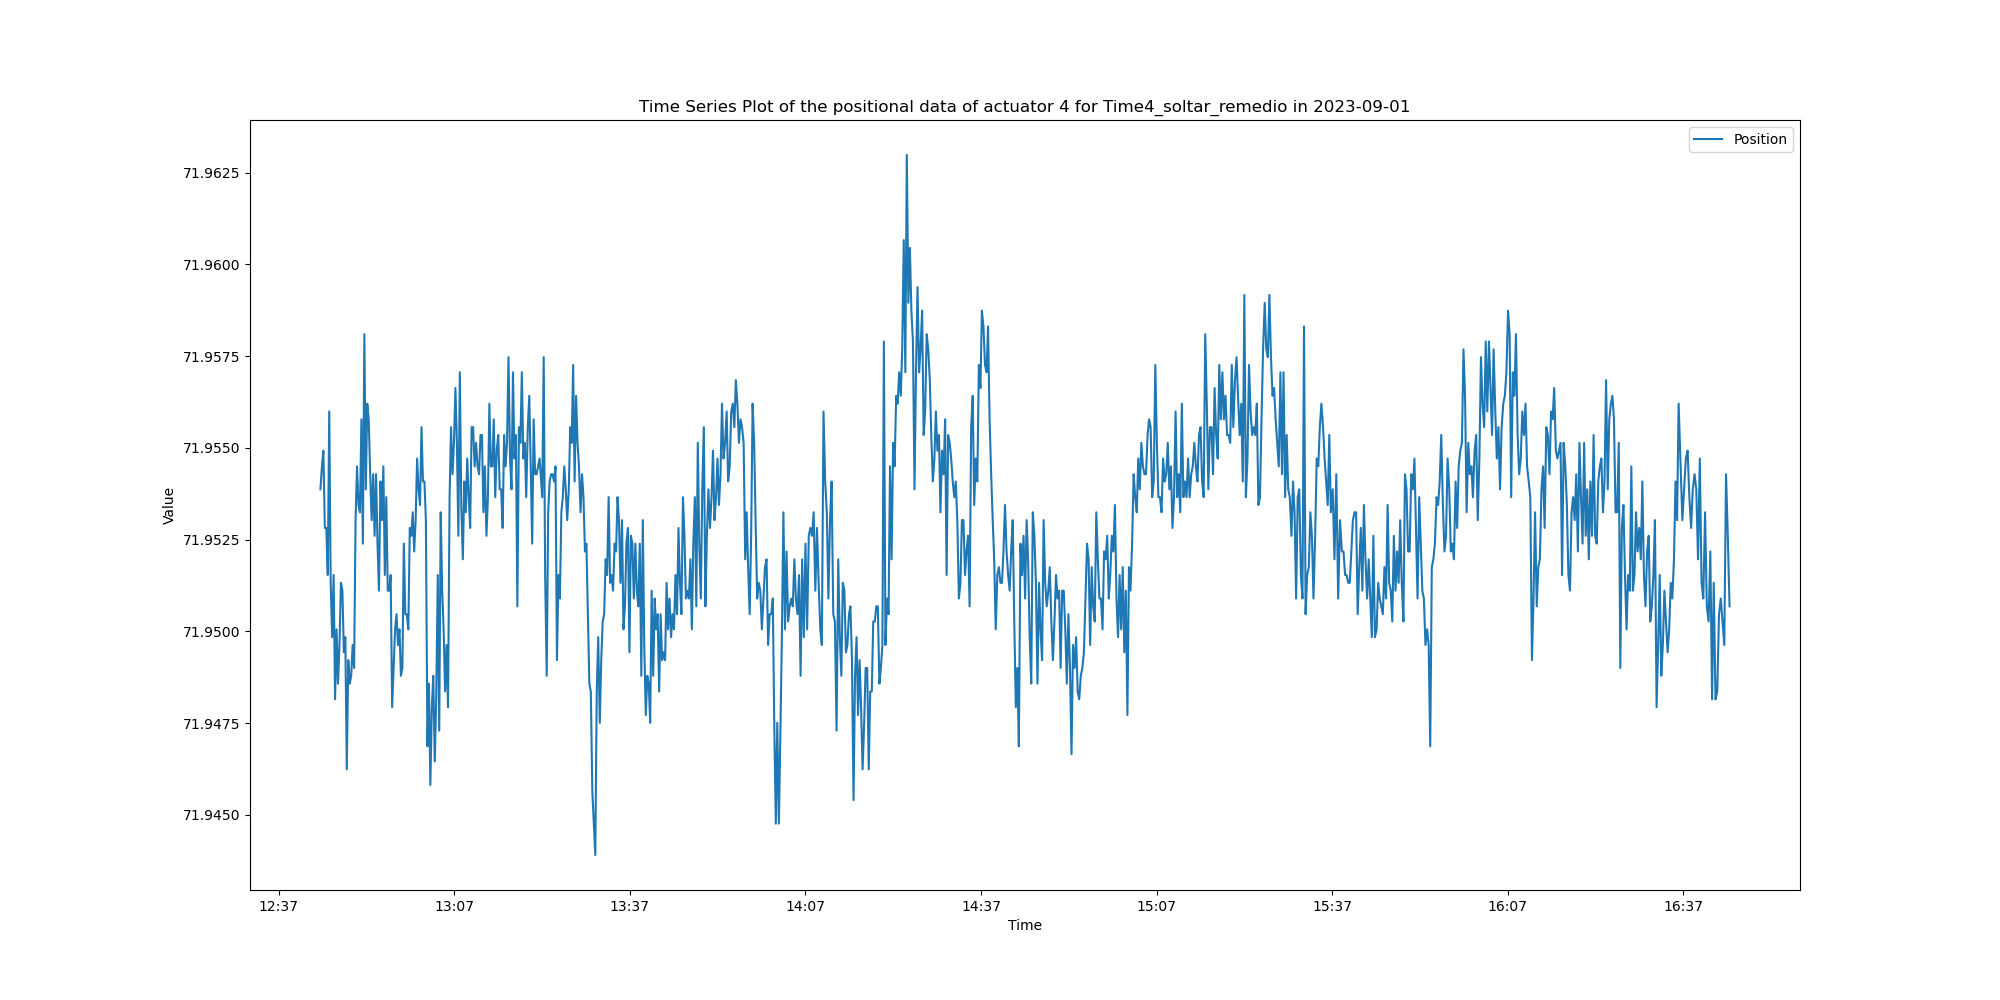 Time Series Plot of the positional data of actuator 4 for Time4_soltar_remedio in 2023-09-01
Position
71.9625
71.9600
71.9575
71.9550
71.9525
71.9500
71.9475
71.9450
Value
12:37 13:07 13:37 14:07 14:37 15:07 15:37 16:07 16:37
Time